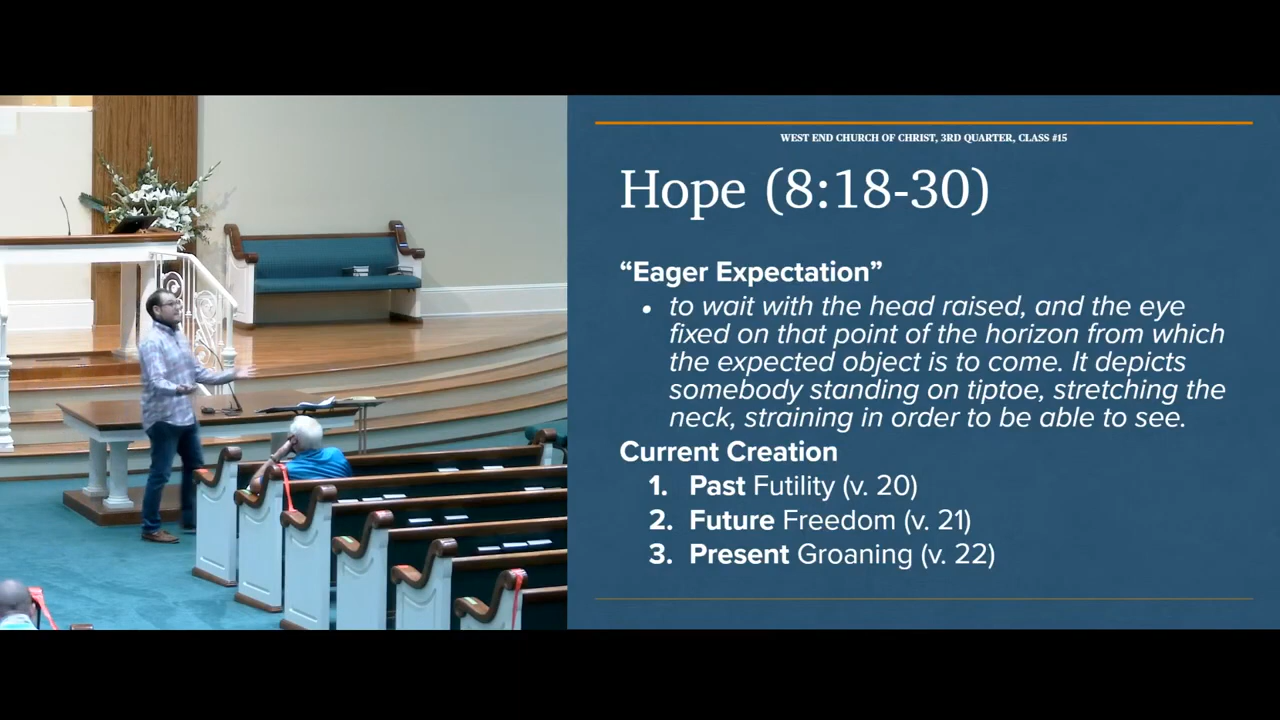 WEST END CHURCH OF CHRIST, 3RD QUARTER, CLASS #15
Hope (8:18-30)
“Eager Expectation”
• to wait with the head raised, and the eye
fixed on that point of the horizon from which
the expected object is to come. It depicts
somebody standing on tiptoe, stretching the
neck, straining in order to be able to see.
Current Creation
1. Past Futility (v. 20)
2. Future Freedom (v. 21)
3. Present Groaning (v. 22)